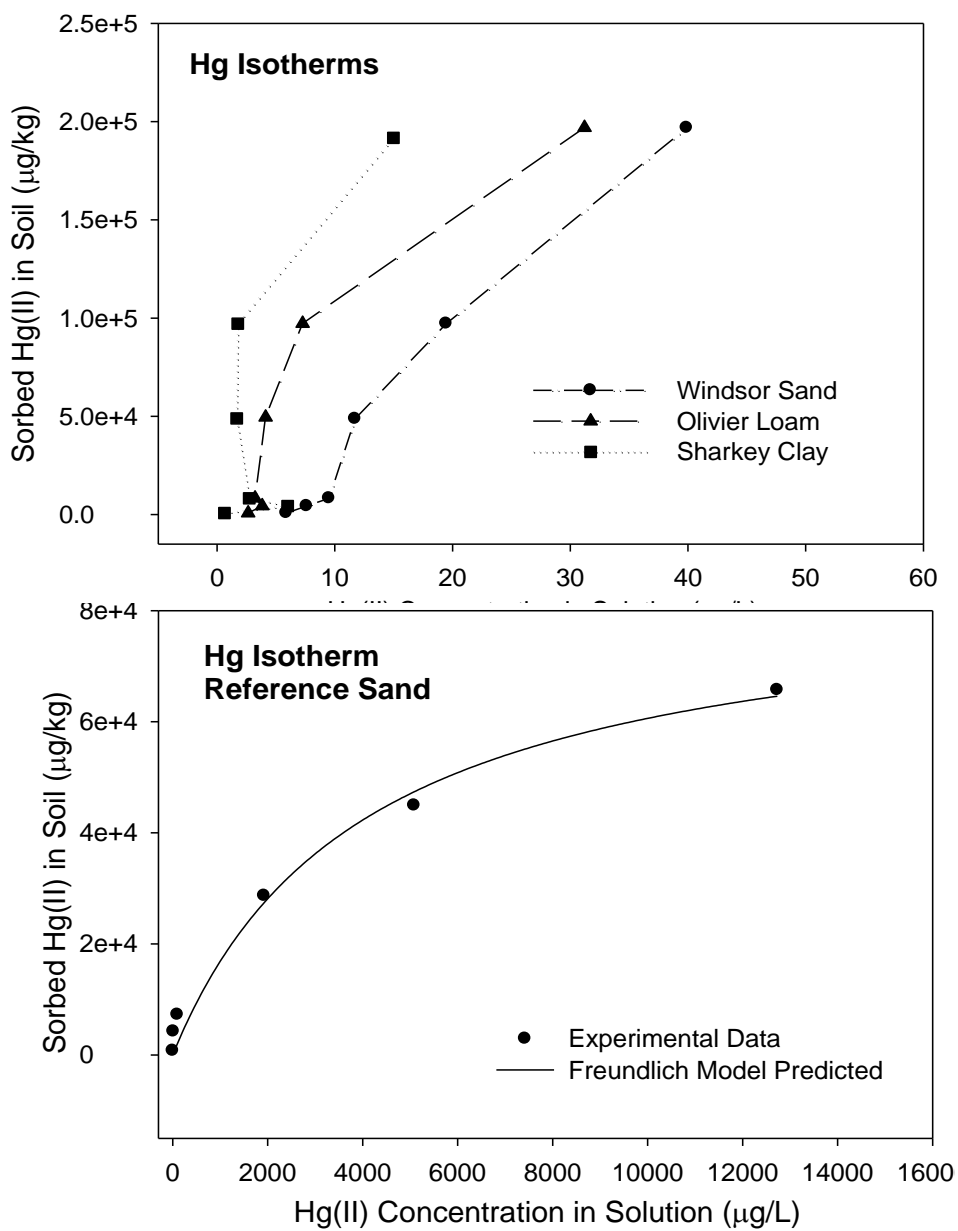 2.5e+5
Hg Isotherms
2.0e+5
1.5e+5
1.0e+5
5.0e+4
0.0
Sorbed Hg(II) in Soil (μg/kg)
Windsor Sand
Olivier Loam
Sharkey Clay
0 10 20 30 40 50 60
8e+4
Hg Isotherm
Reference Sand
6e+4
4e+4
2e+4
0
Sorbed Hg(II) in Soil (μg/kg)
Experimental Data
Freundlich Model Predicted
0 2000 4000 6000 8000 10000 12000 14000 1600
Hg(II) Concentration in Solution (μg/L)